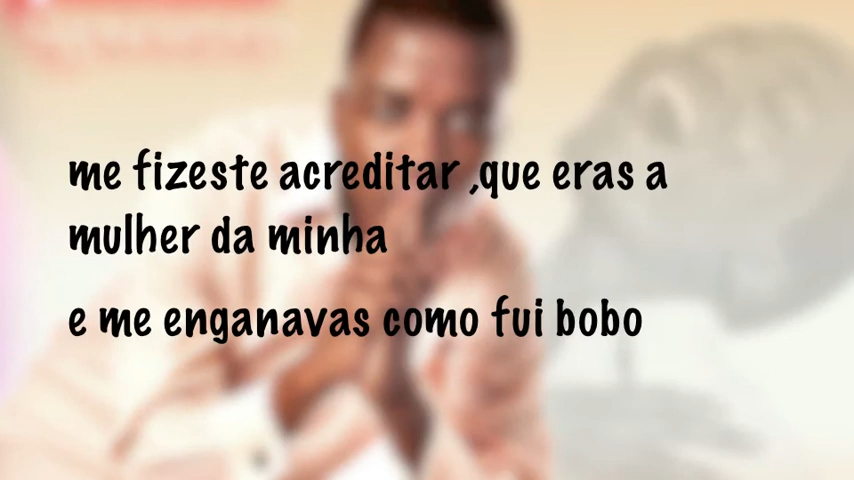 me fizeste acreditar ,que eras a
mulher da minha
e me enganavas como fui bobo